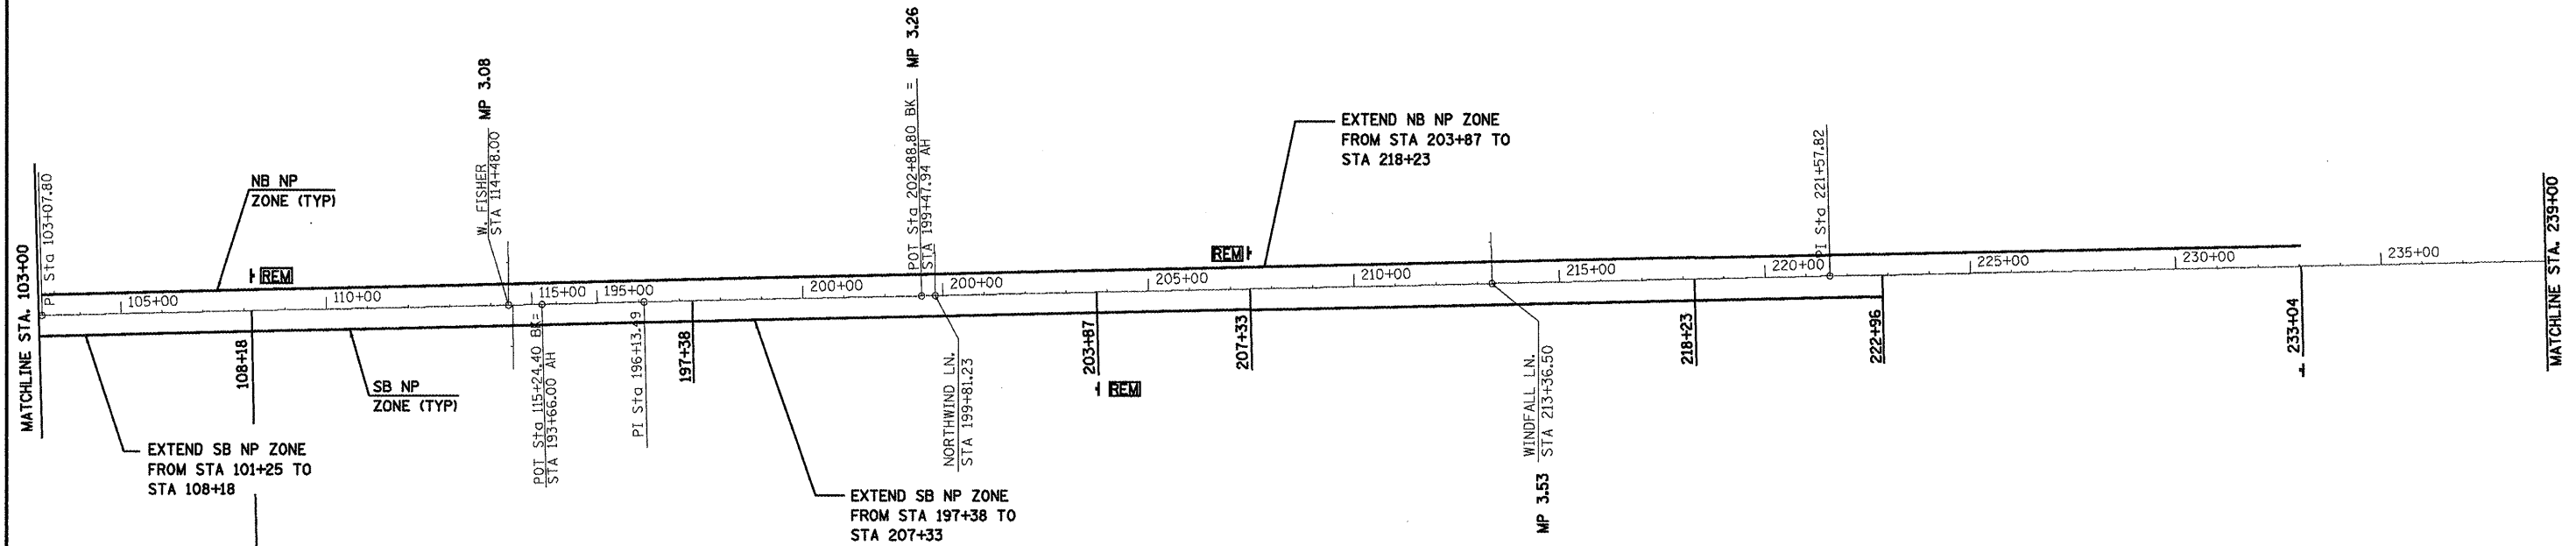 MATCHLINE STA. 103+00
PI Sta 103+07.80
NB NP
ZONE (TYP)
REM
W. FISHER
STA 114+48.00
MP 3.08
POT Sta 202+88.80 BK =
STA 199+47.94 AH
MP 3.26
EXTEND NB NP ZONE
FROM STA 203+87 TO
STA 218+23
REM
PI Sta 221+57.82
MATCHLINE STA. 239+00
105+00
110+00
115+00
195+00
200+00
200+00
205+00
210+00
215+00
220+00
225+00
230+00
235+00
108+18
SB NP
ZONE (TYP)
POT Sta 115+24.40 BK=
STA 193+66.00 AH
PI Sta 196+13.49
197+38
NORTHWIND LN.
STA 199+81.23
203+87
REM
207+33
WINDFALL LN.
STA 213+36.50
MP 3.53
218+23
222+96
233+04
EXTEND SB NP ZONE
FROM STA 101+25 TO
STA 108+18
EXTEND SB NP ZONE
FROM STA 197+38 TO
STA 207+33